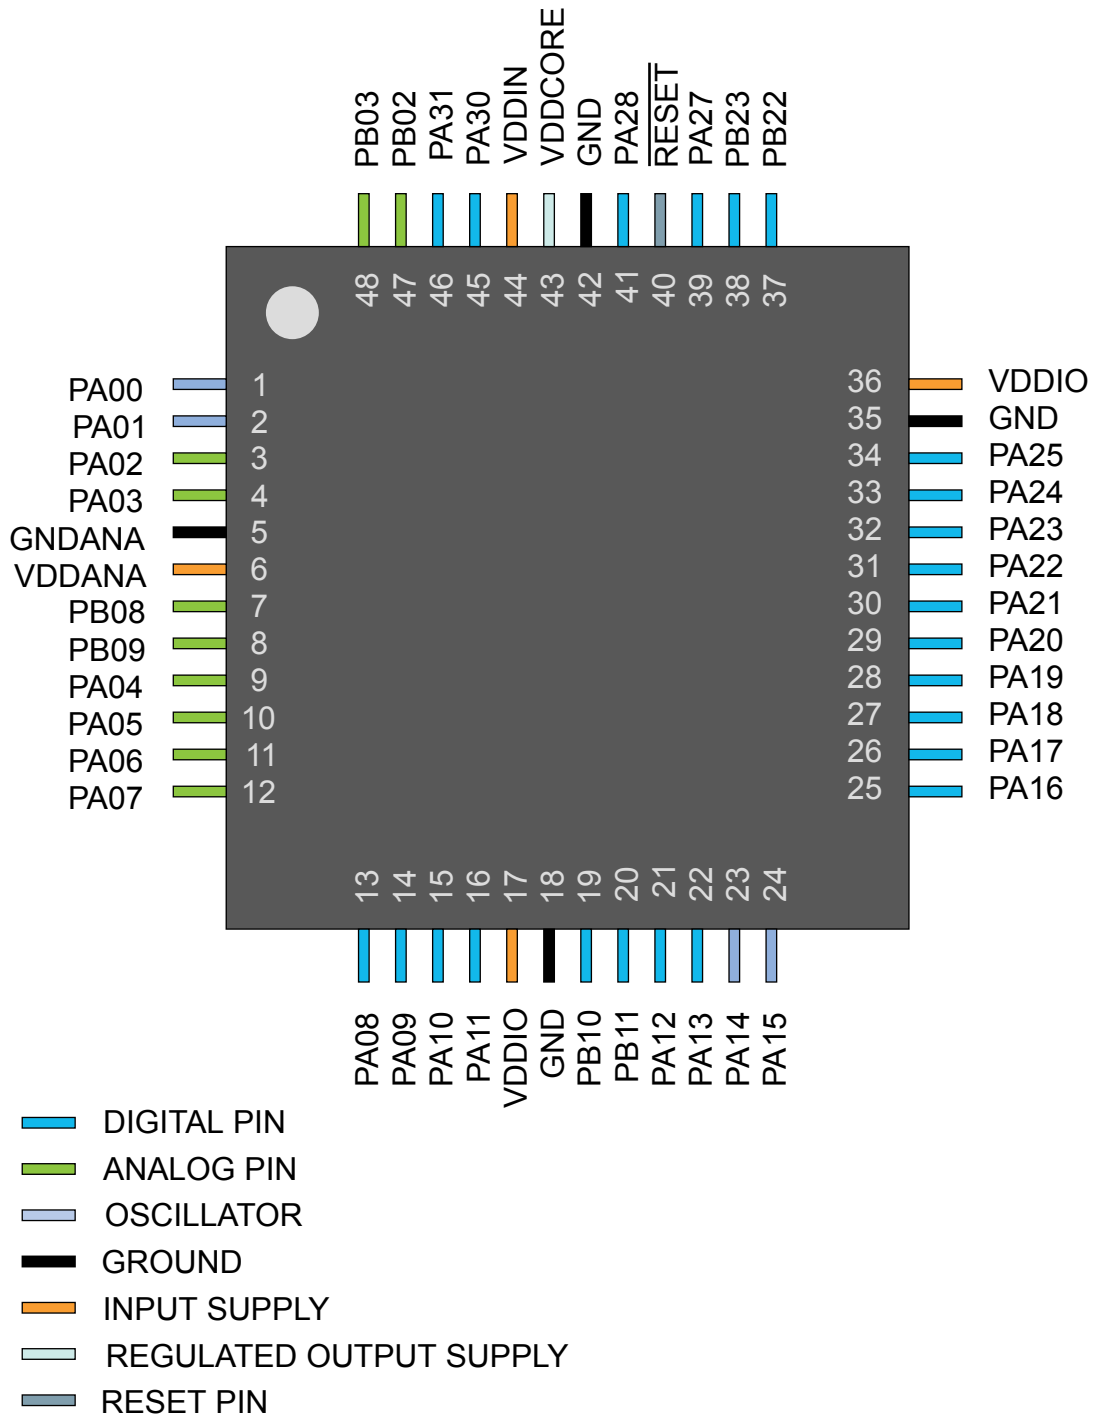 PB03 PB02 PA31 PA30 VDDIN VDDCORE GND PA28 RESET PA27 PB23 PB22
48 47 46 45 44 43 42 41 40 39 38 37
PA00 1 36 VDDIO
PA01 2 35 GND
PA02 3 34 PA25
PA03 4 33 PA24
GNDANA 5 32 PA23
VDDANA 6 31 PA22
PB08 7 30 PA21
PB09 8 29 PA20
PA04 9 28 PA19
PA05 10 27 PA18
PA06 11 26 PA17
PA07 12 25 PA16
13 14 15 16 17 18 19 20 21 22 23 24
PA08 PA09 PA10 PA11 VDDIO GND PB10 PB11 PA12 PA13 PA14 PA15
DIGITAL PIN
ANALOG PIN
OSCILLATOR
GROUND
INPUT SUPPLY
REGULATED OUTPUT SUPPLY
RESET PIN